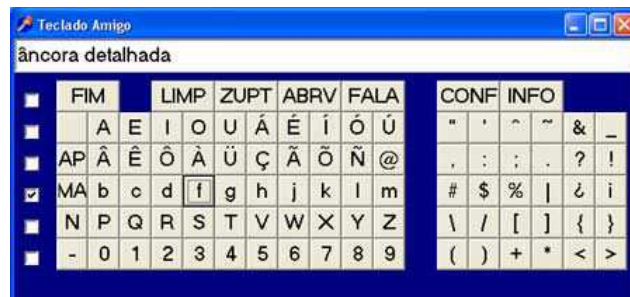 Teclado Amigo
âncora detalhada
FIM LIMP ZUPT ABRV FALA CONF INFO
A E I O U Á É Í Ó Ú " ' ^ ~ & _
AP Â Ê Ô À Ü Ç Ã Õ Ñ @ , : ; . ? !
MA b c d f g h j k l m # $ % | ¿ i
N P Q R S T V W X Y Z \ / [ ] { }
- 0 1 2 3 4 5 6 7 8 9 ( ) + * < >